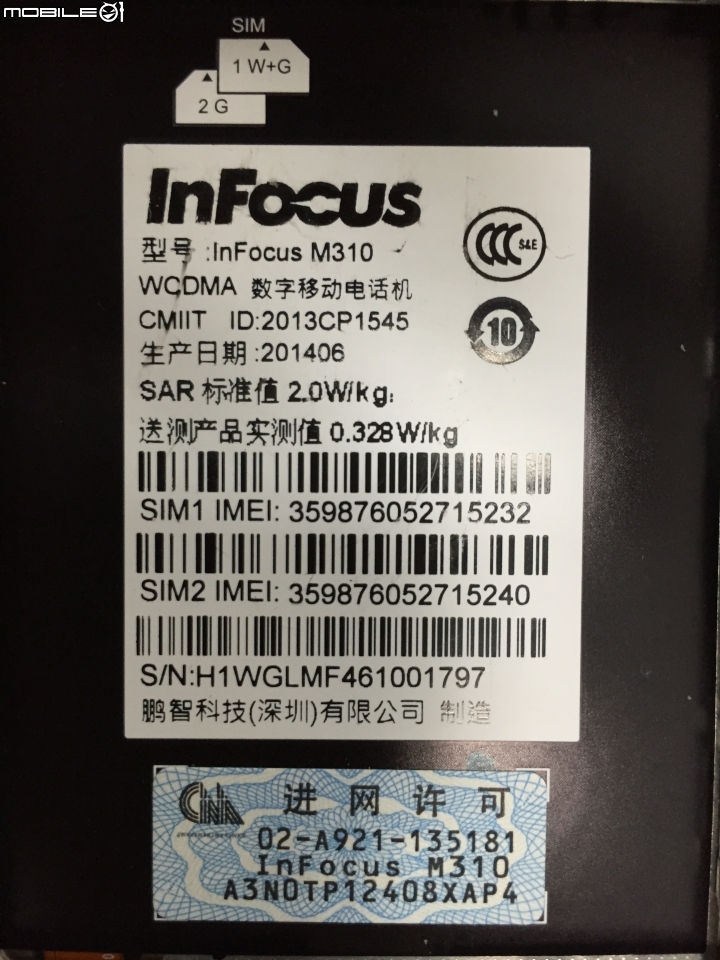 MOBILE01
SIM
1 W+G
2 G
InFocus
型号:InFocus M310
CCC S&E
WCDMA 数字移动电话机
CMIIT ID:2013CP1545
10
生产日期:201406
SAR 标准值 2.0W/kg:
送测产品实测值 0.328W/kg
SIM1 IMEI: 359876052715232
SIM2 IMEI: 359876052715240
S/N:H1WGLMF461001797
鹏智科技(深圳)有限公司 制造
进网许可
02-A921-135181
InFocus M310
A3N0TP12408XAP4